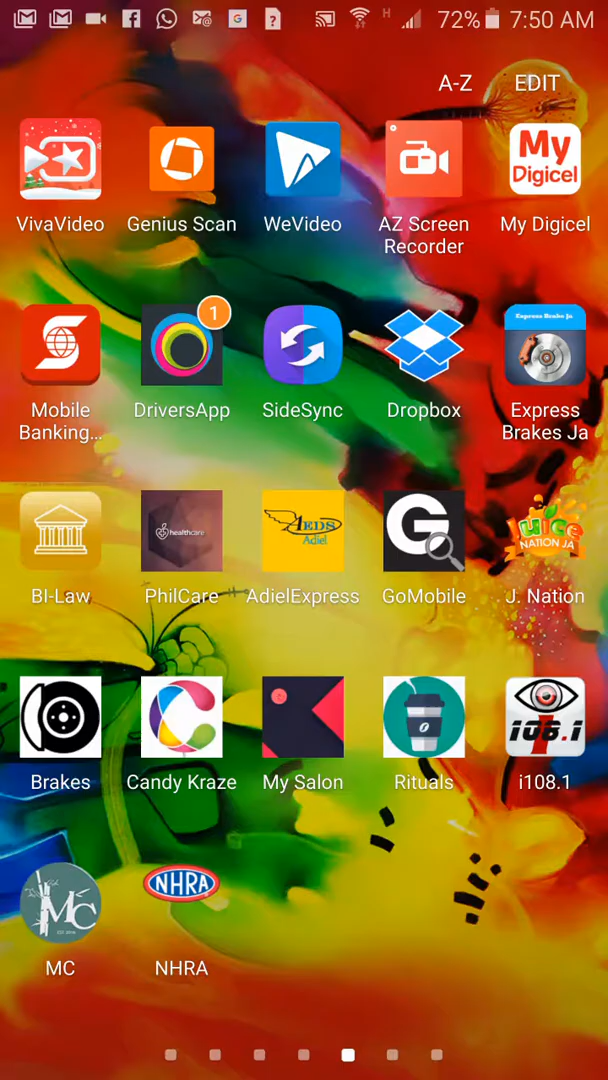 72% 7:50 AM
A-Z EDIT
My
Digicel
VivaVideo Genius Scan WeVideo AZ Screen Recorder My Digicel
1
Express Brake Ja
Mobile Banking... DriversApp SideSync Dropbox Express Brakes Ja
healthcare
AEDS
Adiel
G
Juice
NATION JA
BI-Law PhilCare AdielExpress GoMobile J. Nation
i108.1
Brakes Candy Kraze My Salon Rituals i108.1
MC
NHRA
MC NHRA